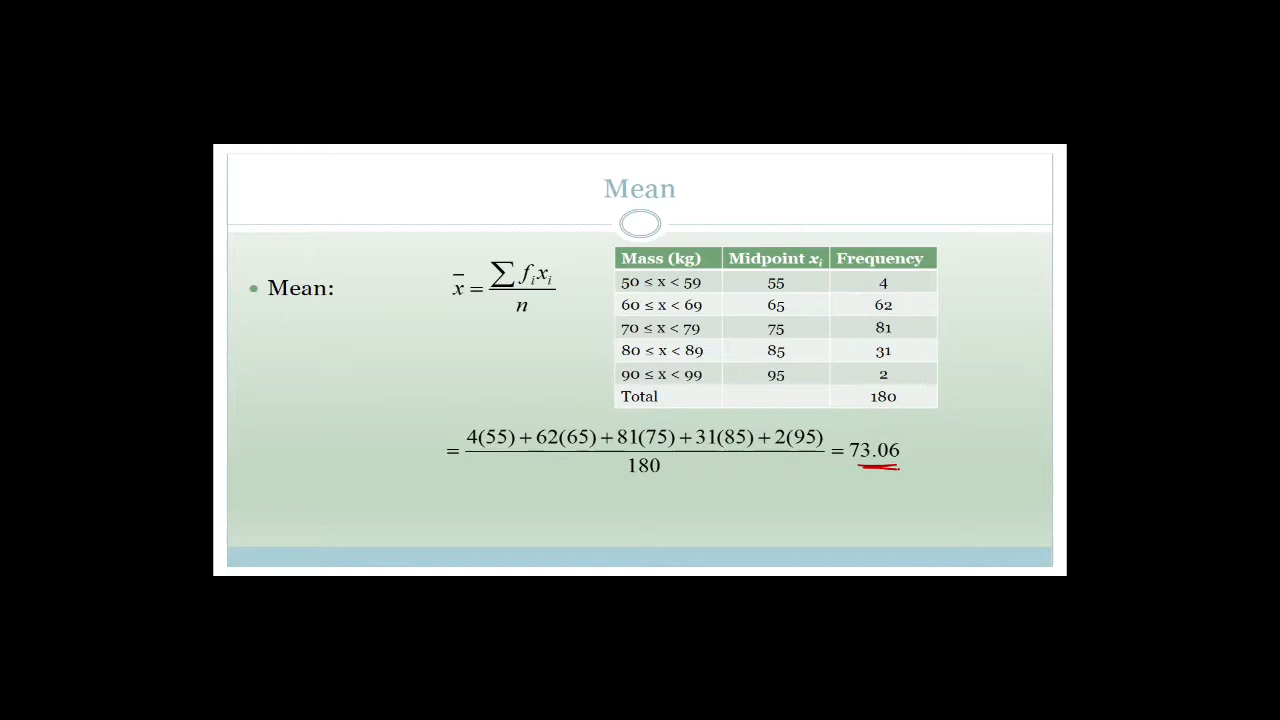 Mean
• Mean:
x̄ = ∑ fᵢxᵢ / n
Mass (kg) Midpoint xᵢ Frequency
50 ≤ x < 59 55 4
60 ≤ x < 69 65 62
70 ≤ x < 79 75 81
80 ≤ x < 89 85 31
90 ≤ x < 99 95 2
Total 180
= 4(55) + 62(65) + 81(75) + 31(85) + 2(95) / 180 = 73.06